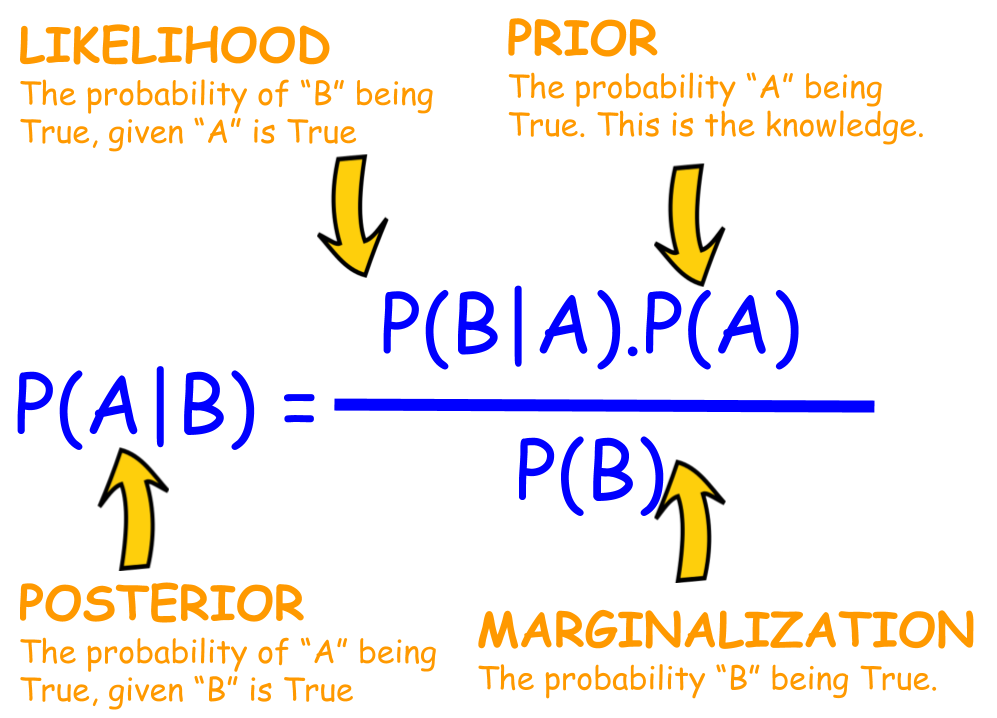 LIKELIHOOD
The probability of “B” being
True, given “A” is True
PRIOR
The probability “A” being
True. This is the knowledge.
P(B|A).P(A)
P(A|B) =
P(B)
POSTERIOR
The probability of “A” being
True, given “B” is True
MARGINALIZATION
The probability “B” being True.